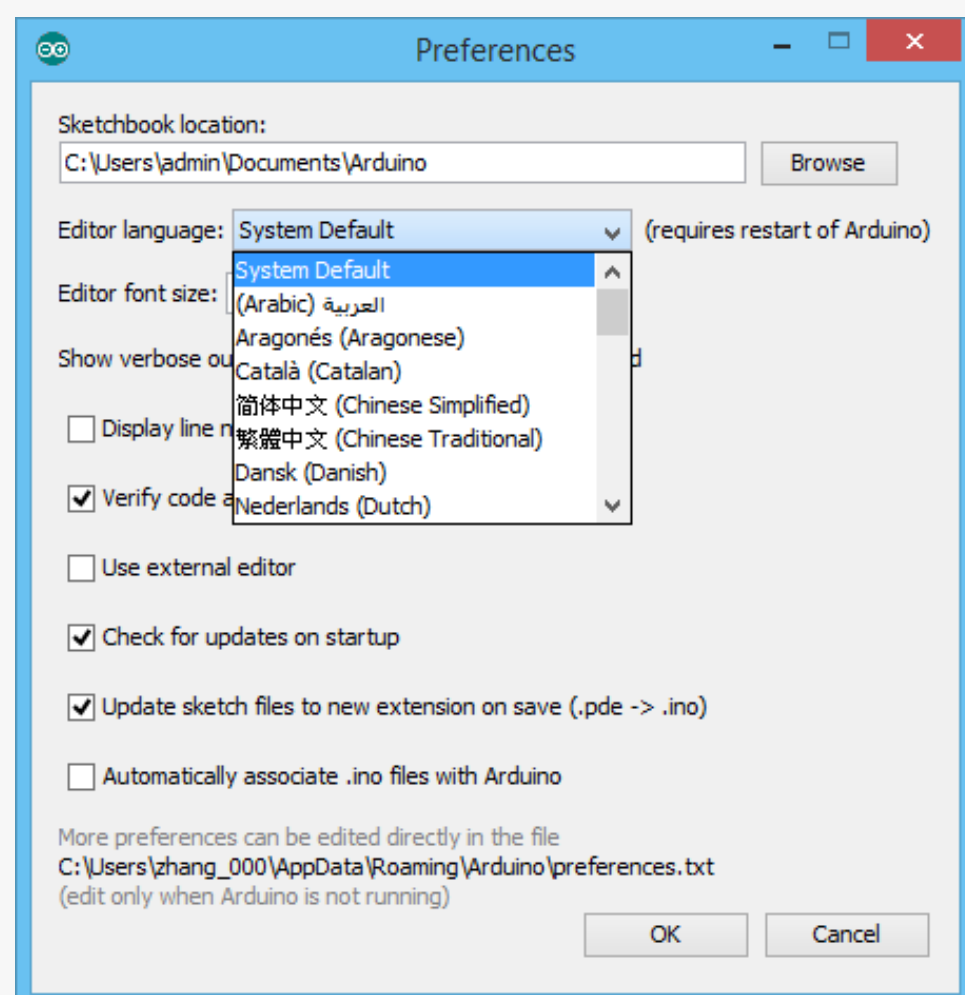 Preferences
Sketchbook location:
C:\Users\admin\Documents\Arduino
Browse
Editor language: System Default (requires restart of Arduino)
System Default
العربية (Arabic)
Editor font size:
Aragonés (Aragonese)
Show verbose ou
Català (Catalan)
简体中文 (Chinese Simplified)
Display line
繁體中文 (Chinese Traditional)
Dansk (Danish)
Verify code
Nederlands (Dutch)
Use external editor
Check for updates on startup
Update sketch files to new extension on save (.pde -> .ino)
Automatically associate .ino files with Arduino
More preferences can be edited directly in the file
C:\Users\zhang_000\AppData\Roaming\Arduino\preferences.txt
(edit only when Arduino is not running)
OK
Cancel